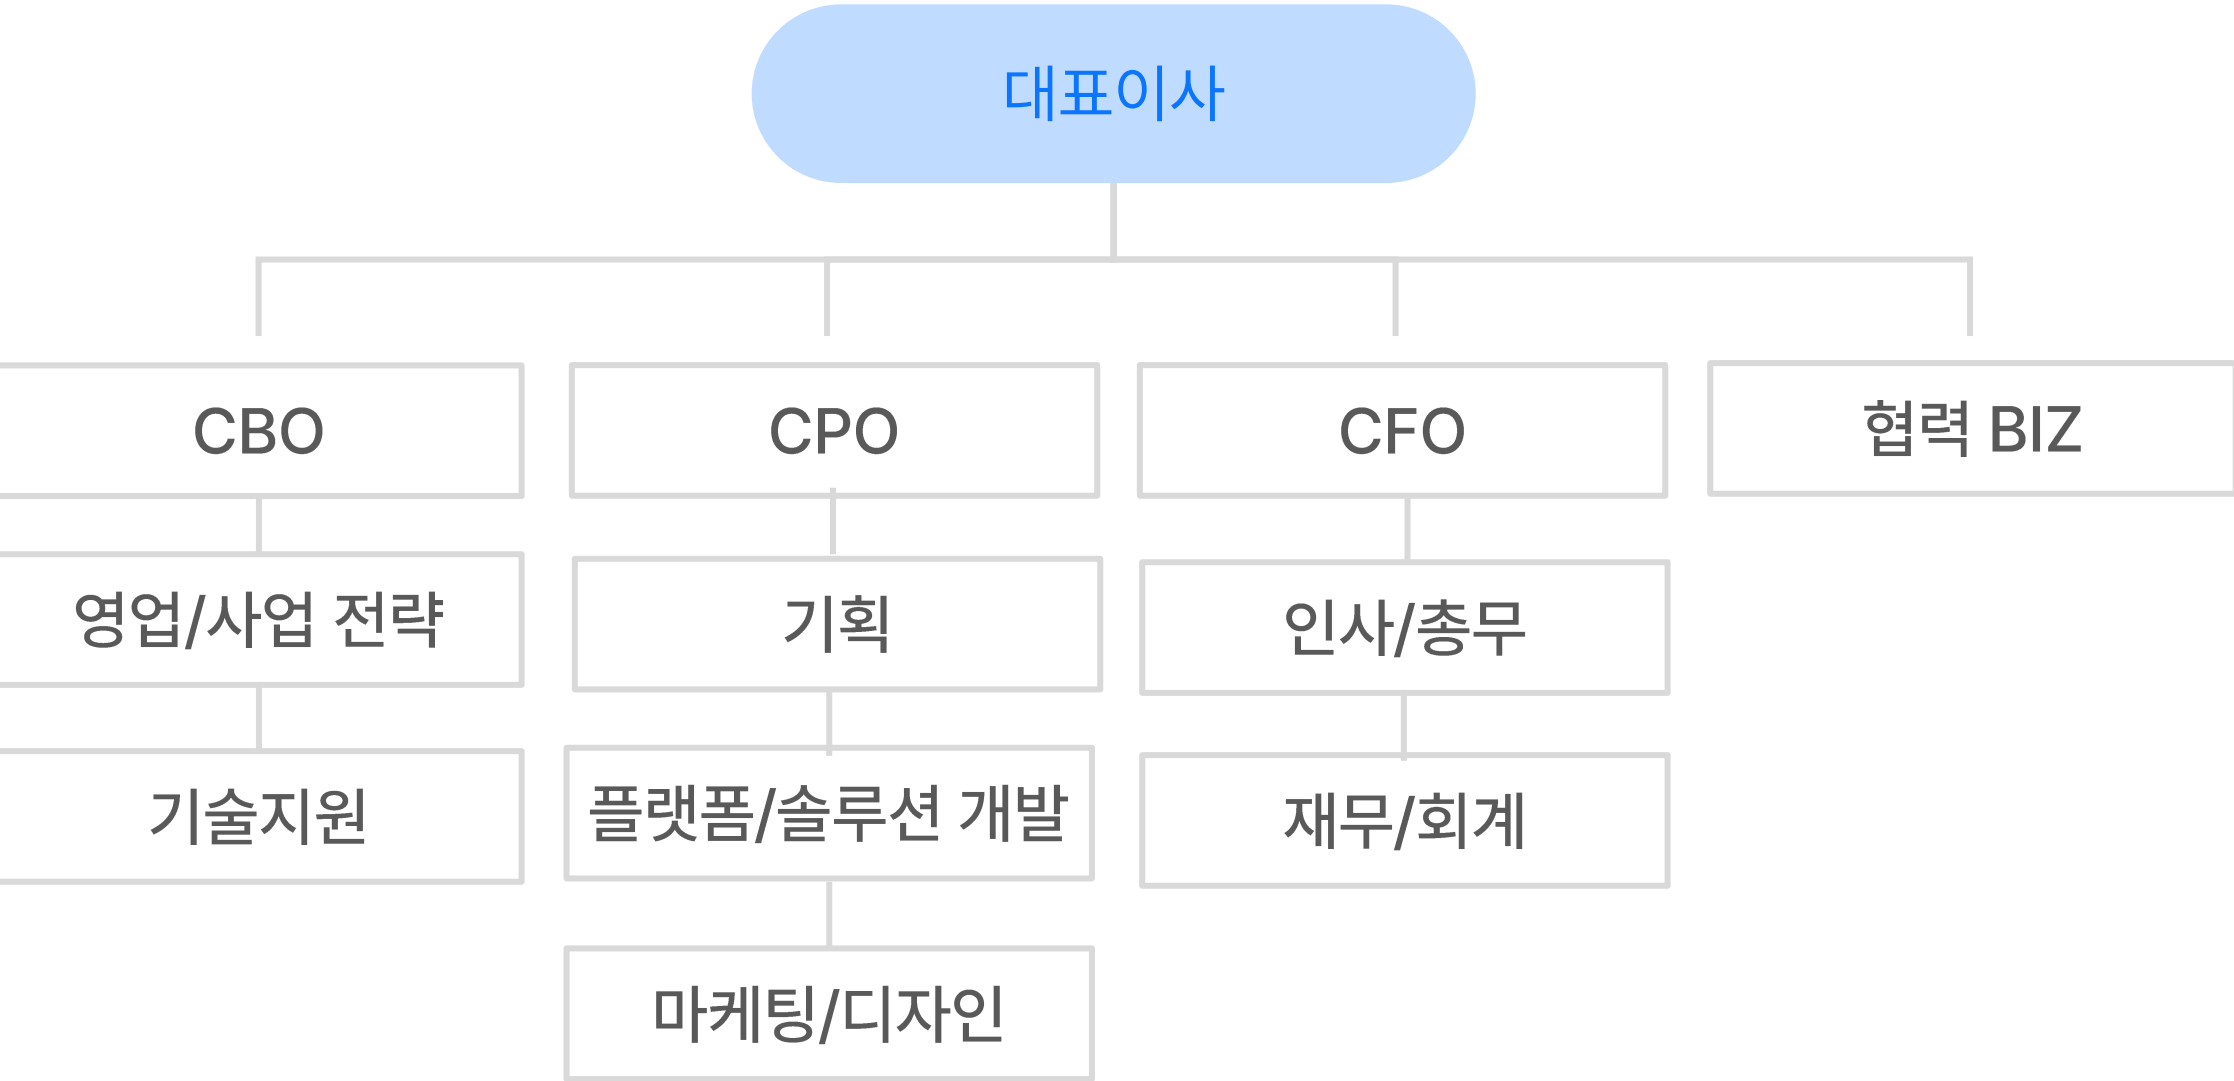 대표이사
CBO
CPO
CFO
협력 BIZ
영업/사업 전략
기획
인사/총무
기술지원
플랫폼/솔루션 개발
재무/회계
마케팅/디자인